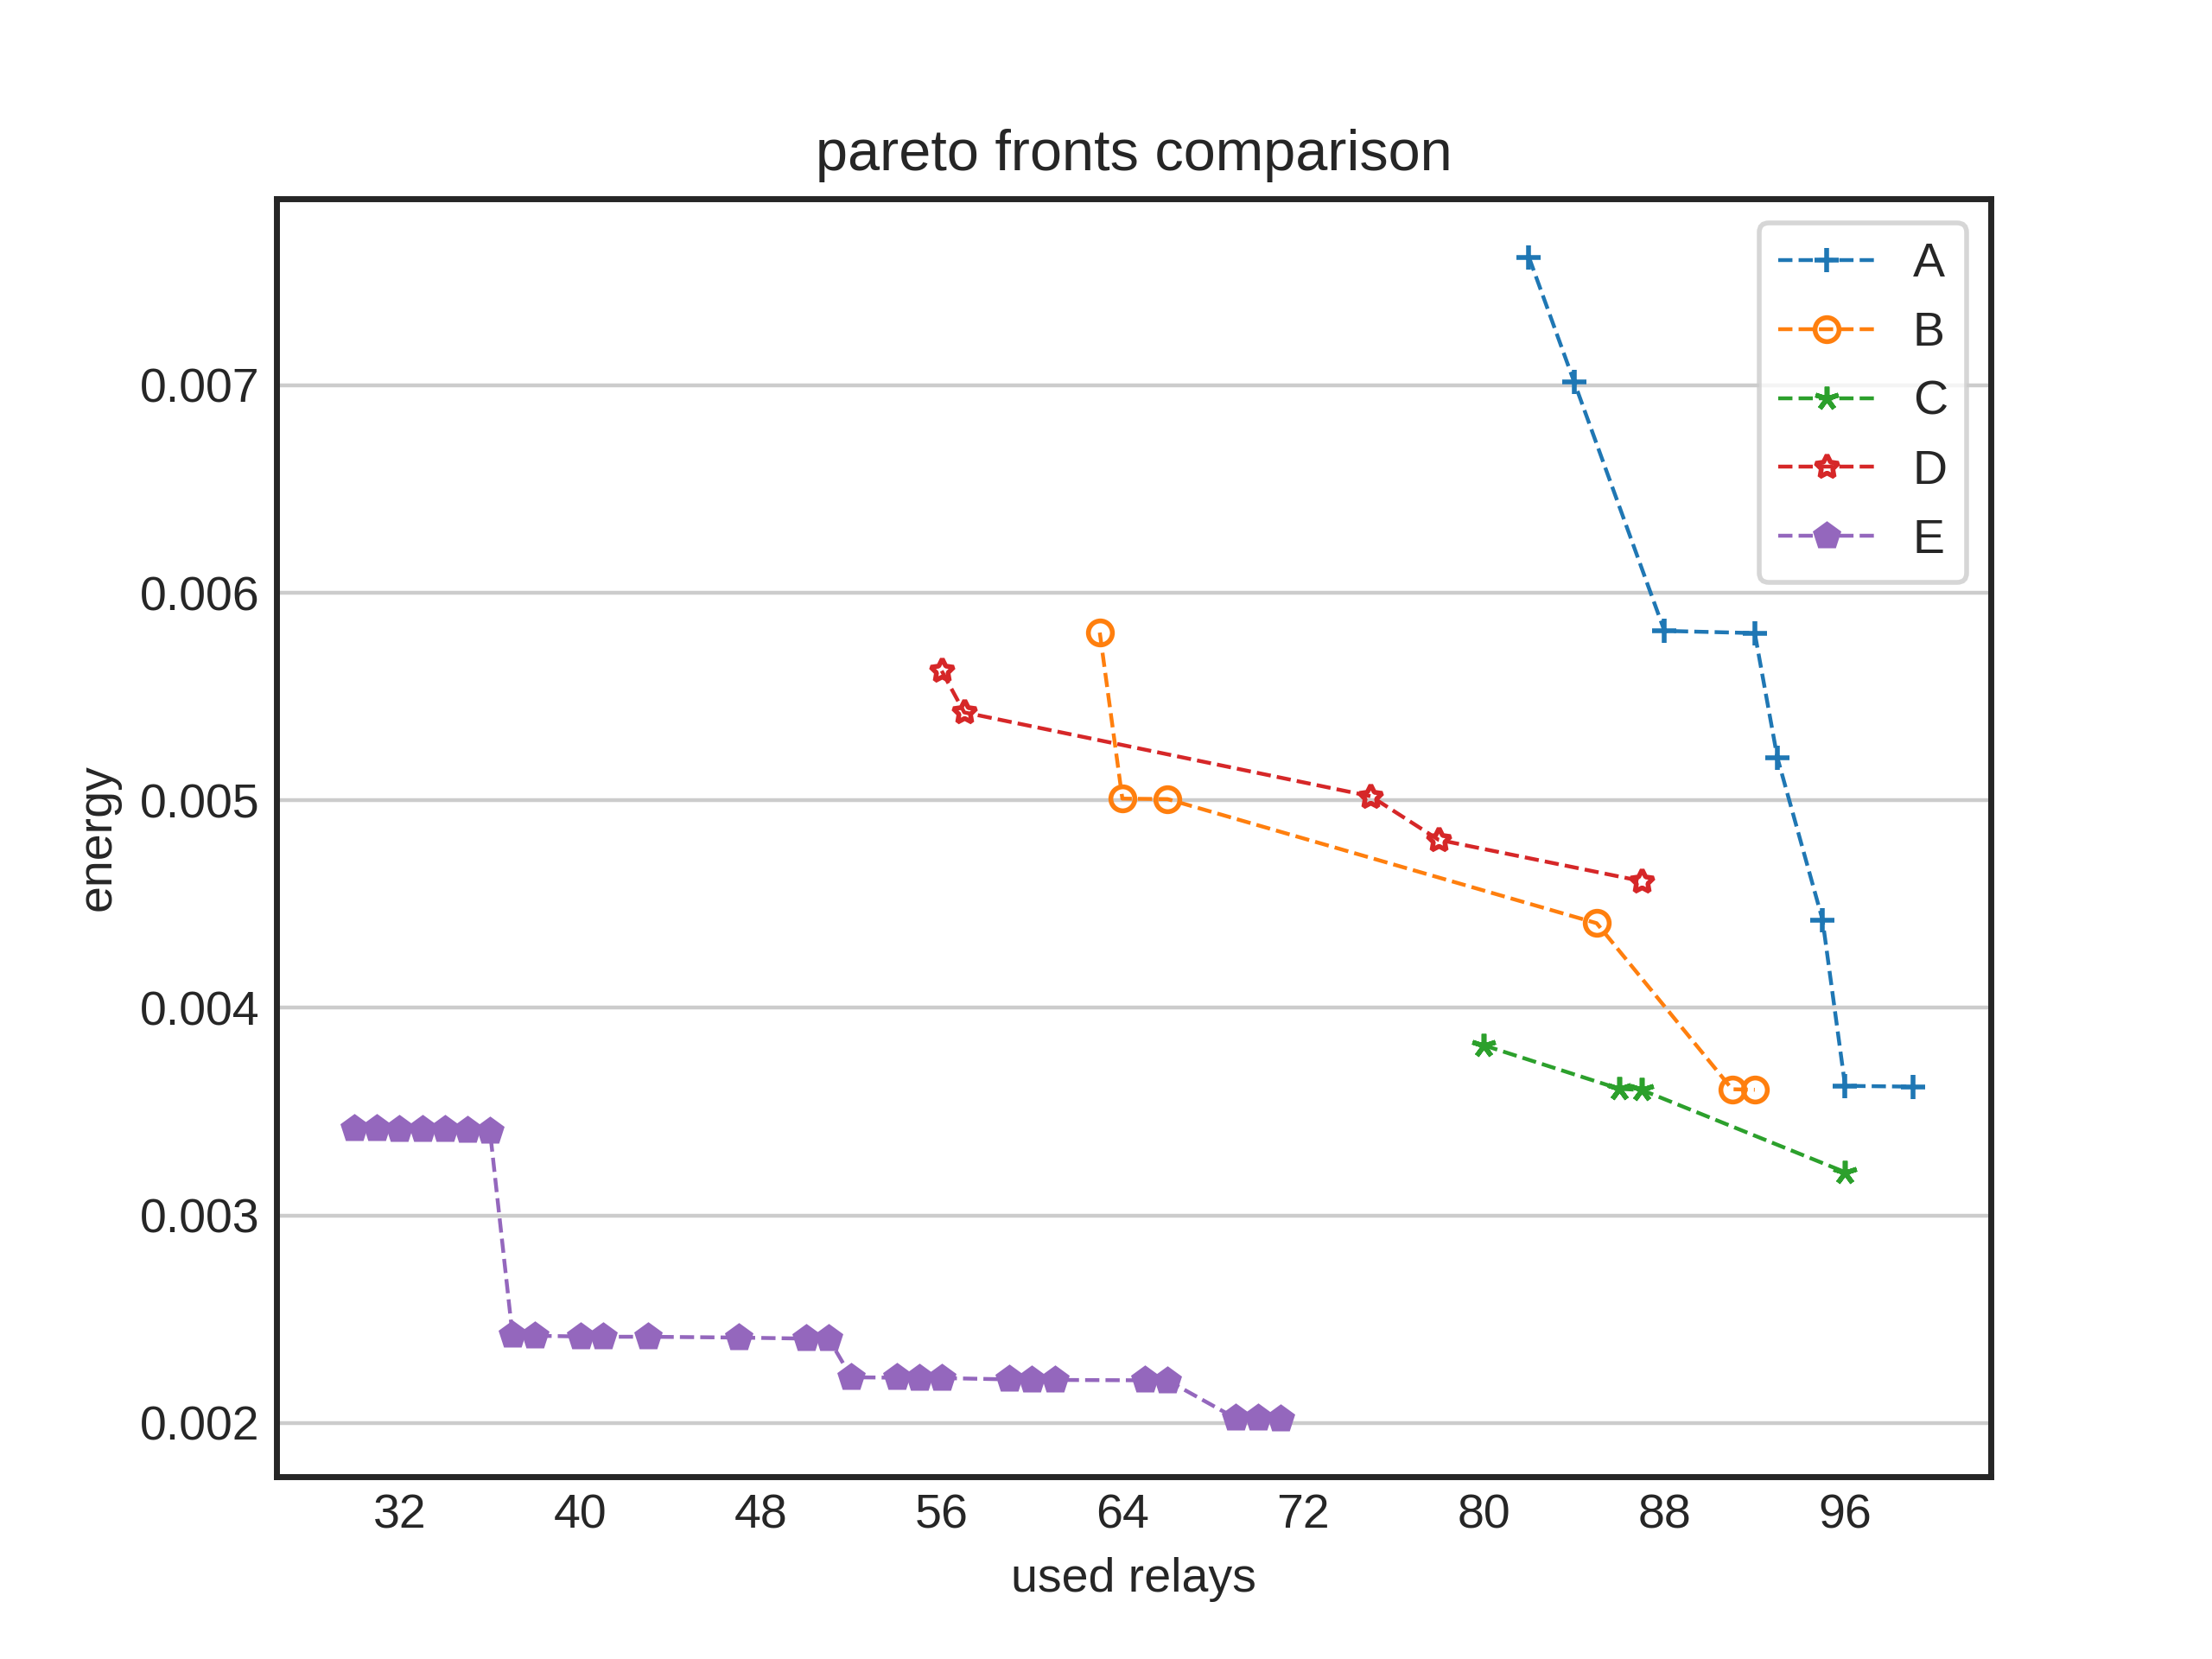 pareto fronts comparison
A
B
C
D
E
0.007
0.006
0.005
0.004
0.003
0.002
energy
32 40 48 56 64 72 80 88 96
used relays